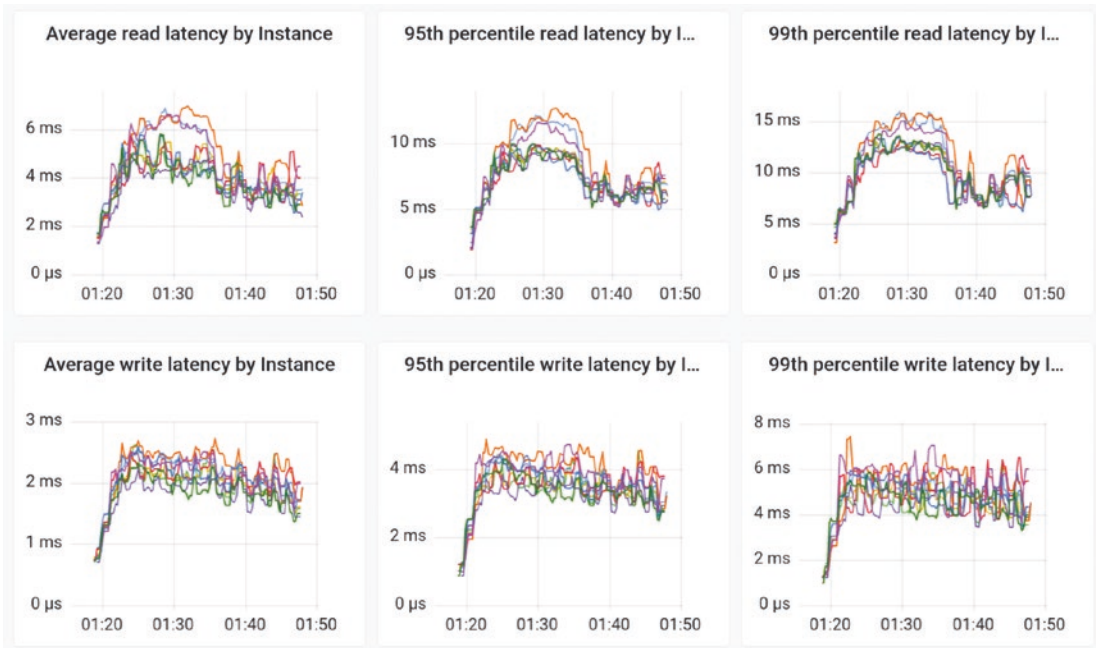 Average read latency by Instance
6 ms
4 ms
2 ms
0 µs
01:20 01:30 01:40 01:50
95th percentile read latency by I...
10 ms
5 ms
0 µs
01:20 01:30 01:40 01:50
99th percentile read latency by I...
15 ms
10 ms
5 ms
0 µs
01:20 01:30 01:40 01:50
Average write latency by Instance
3 ms
2 ms
1 ms
0 µs
01:20 01:30 01:40 01:50
95th percentile write latency by I...
4 ms
2 ms
0 µs
01:20 01:30 01:40 01:50
99th percentile write latency by I...
8 ms
6 ms
4 ms
2 ms
0 µs
01:20 01:30 01:40 01:50